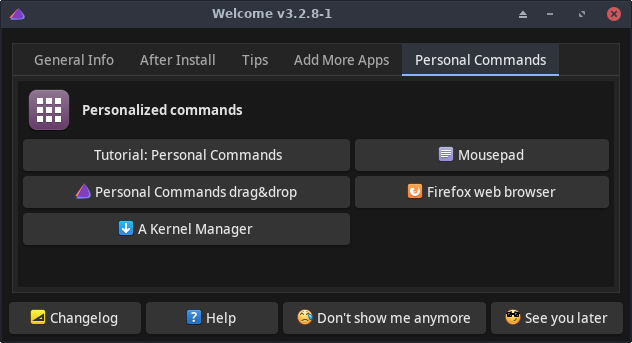 Welcome v3.2.8-1
General Info After Install Tips Add More Apps Personal Commands
Personalized commands
Tutorial: Personal Commands Mousepad
Personal Commands drag&drop Firefox web browser
A Kernel Manager
Changelog Help Don't show me anymore See you later